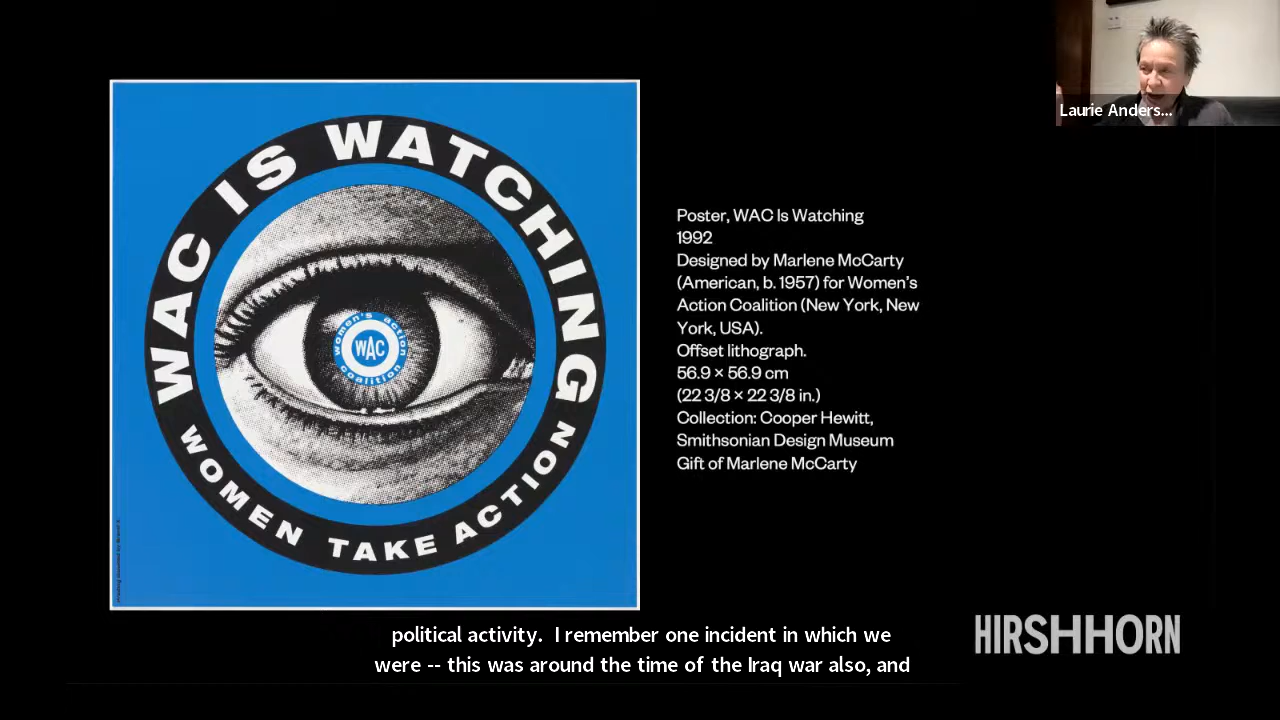 WAC IS WATCHING
WOMEN TAKE ACTION
women's action
WAC
coalition
Laurie Anders...
Poster, WAC Is Watching
1992
Designed by Marlene McCarty
(American, b. 1957) for Women's
Action Coalition (New York, New
York, USA).
Offset lithograph.
56.9 × 56.9 cm
(22 3/8 × 22 3/8 in.)
Collection: Cooper Hewitt,
Smithsonian Design Museum
Gift of Marlene McCarty
political activity. I remember one incident in which we
were -- this was around the time of the Iraq war also, and
HIRSHHORN